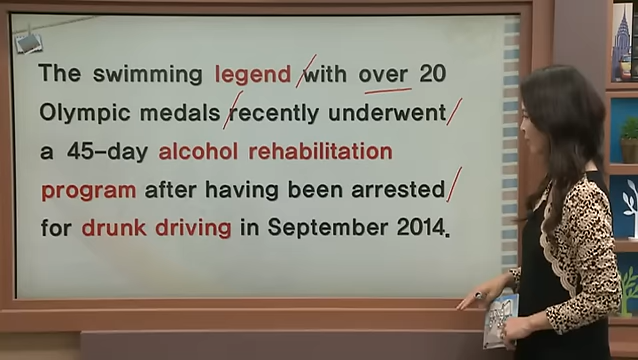 The swimming legend with over 20
Olympic medals recently underwent
a 45-day alcohol rehabilitation
program after having been arrested
for drunk driving in September 2014.